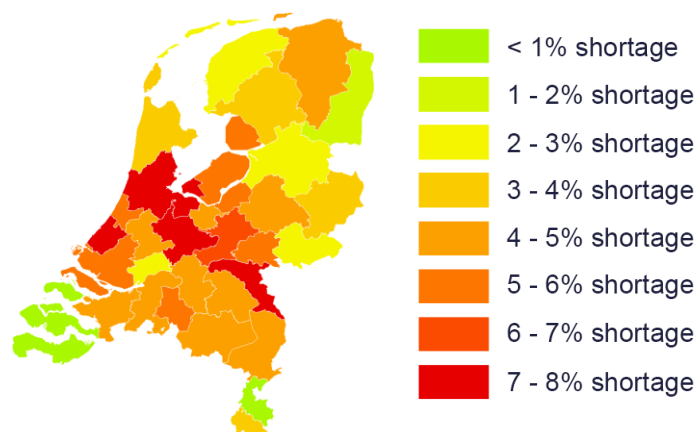 < 1% shortage
1 - 2% shortage
2 - 3% shortage
3 - 4% shortage
4 - 5% shortage
5 - 6% shortage
6 - 7% shortage
7 - 8% shortage